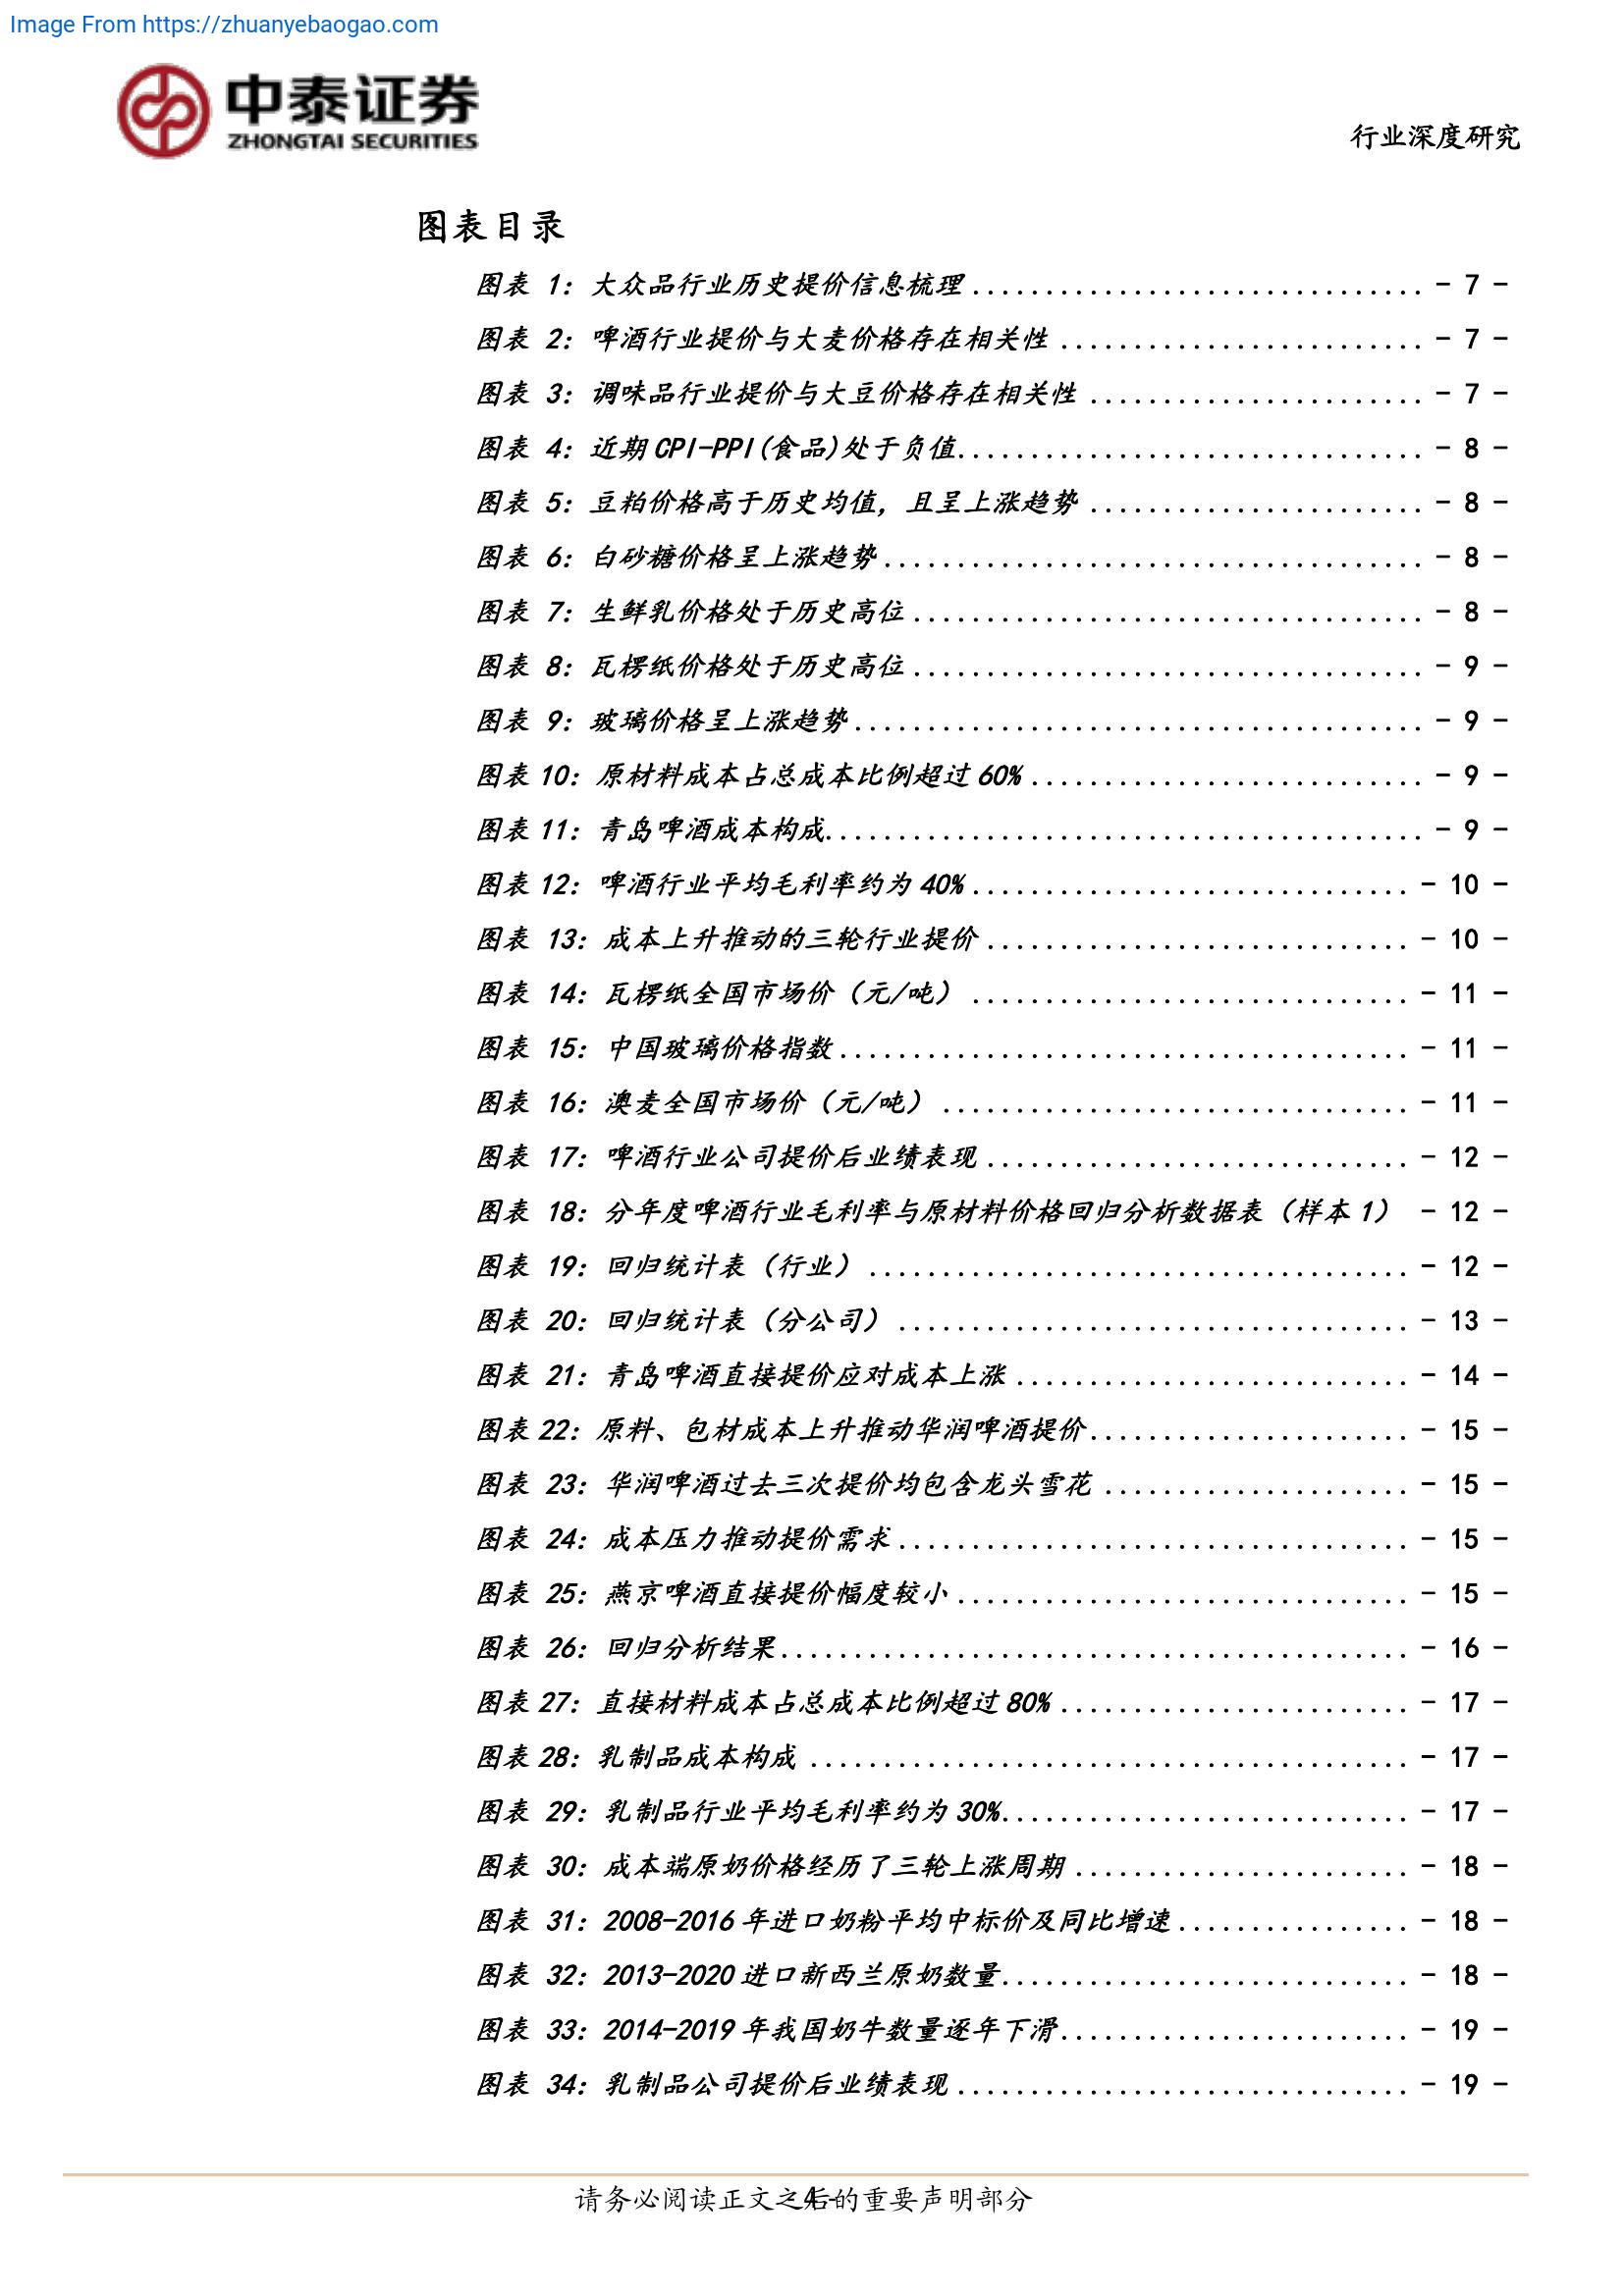 Image From https://zhuanyebaogao.com
中泰证券
ZHONGTAI SECURITIES
行业深度研究
图表目录
图表 1：大众品行业历史提价信息梳理............................... - 7 -
图表 2：啤酒行业提价与大麦价格存在相关性......................... - 7 -
图表 3：调味品行业提价与大豆价格存在相关性....................... - 7 -
图表 4：近期 CPI-PPI(食品)处于负值................................ - 8 -
图表 5：豆粕价格高于历史均值，且呈上涨趋势....................... - 8 -
图表 6：白砂糖价格呈上涨趋势..................................... - 8 -
图表 7：生鲜乳价格处于历史高位................................... - 8 -
图表 8：瓦楞纸价格处于历史高位................................... - 9 -
图表 9：玻璃价格呈上涨趋势....................................... - 9 -
图表10：原材料成本占总成本比例超过 60%........................... - 9 -
图表11：青岛啤酒成本构成......................................... - 9 -
图表12：啤酒行业平均毛利率约为 40%.............................. - 10 -
图表 13：成本上升推动的三轮行业提价............................. - 10 -
图表 14：瓦楞纸全国市场价（元/吨）.............................. - 11 -
图表 15：中国玻璃价格指数....................................... - 11 -
图表 16：澳麦全国市场价（元/吨）................................ - 11 -
图表 17：啤酒行业公司提价后业绩表现............................. - 12 -
图表 18：分年度啤酒行业毛利率与原材料价格回归分析数据表（样本 1） - 12 -
图表 19：回归统计表（行业）..................................... - 12 -
图表 20：回归统计表（分公司）................................... - 13 -
图表 21：青岛啤酒直接提价应对成本上涨........................... - 14 -
图表22：原料、包材成本上升推动华润啤酒提价...................... - 15 -
图表 23：华润啤酒过去三次提价均包含龙头雪花..................... - 15 -
图表 24：成本压力推动提价需求................................... - 15 -
图表 25：燕京啤酒直接提价幅度较小............................... - 15 -
图表 26：回归分析结果........................................... - 16 -
图表27：直接材料成本占总成本比例超过 80%........................ - 17 -
图表28：乳制品成本构成......................................... - 17 -
图表 29：乳制品行业平均毛利率约为 30%............................ - 17 -
图表 30：成本端原奶价格经历了三轮上涨周期....................... - 18 -
图表 31：2008-2016 年进口奶粉平均中标价及同比增速................ - 18 -
图表 32：2013-2020 进口新西兰原奶数量............................ - 18 -
图表 33：2014-2019 年我国奶牛数量逐年下滑........................ - 19 -
图表 34：乳制品公司提价后业绩表现............................... - 19 -
请务必阅读正文之后的重要声明部分
- 4 -